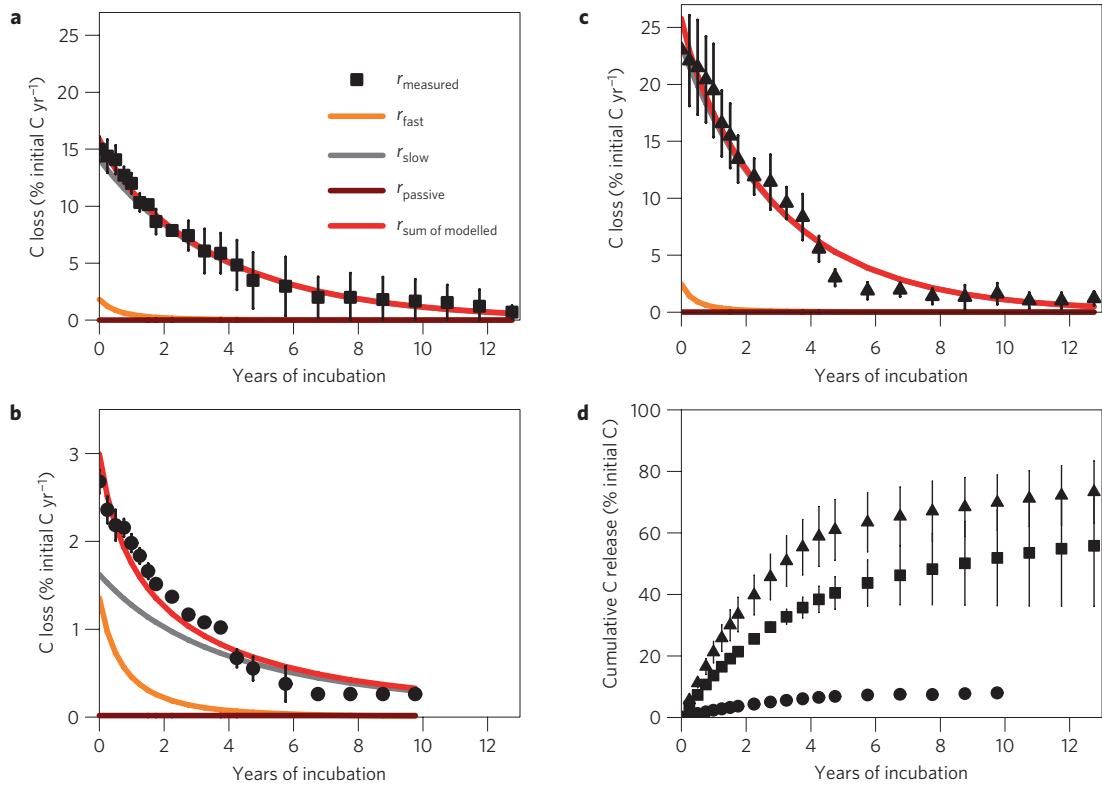 a
C loss (% initial C yr⁻¹)
25
20
15
10
5
0
r measured
r fast
r slow
r passive
r sum of modelled
0 2 4 6 8 10 12
Years of incubation
b
C loss (% initial C yr⁻¹)
3
2
1
0
0 2 4 6 8 10 12
Years of incubation
c
C loss (% initial C yr⁻¹)
25
20
15
10
5
0
0 2 4 6 8 10 12
Years of incubation
d
Cumulative C release (% initial C)
100
80
60
40
20
0
0 2 4 6 8 10 12
Years of incubation